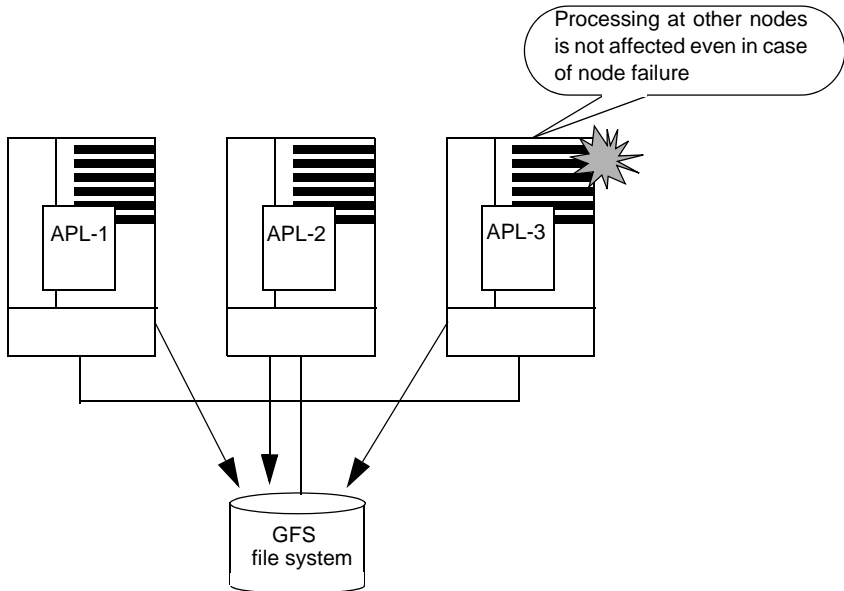 Processing at other nodes
is not affected even in case
of node failure
APL-1
APL-2
APL-3
GFS
file system